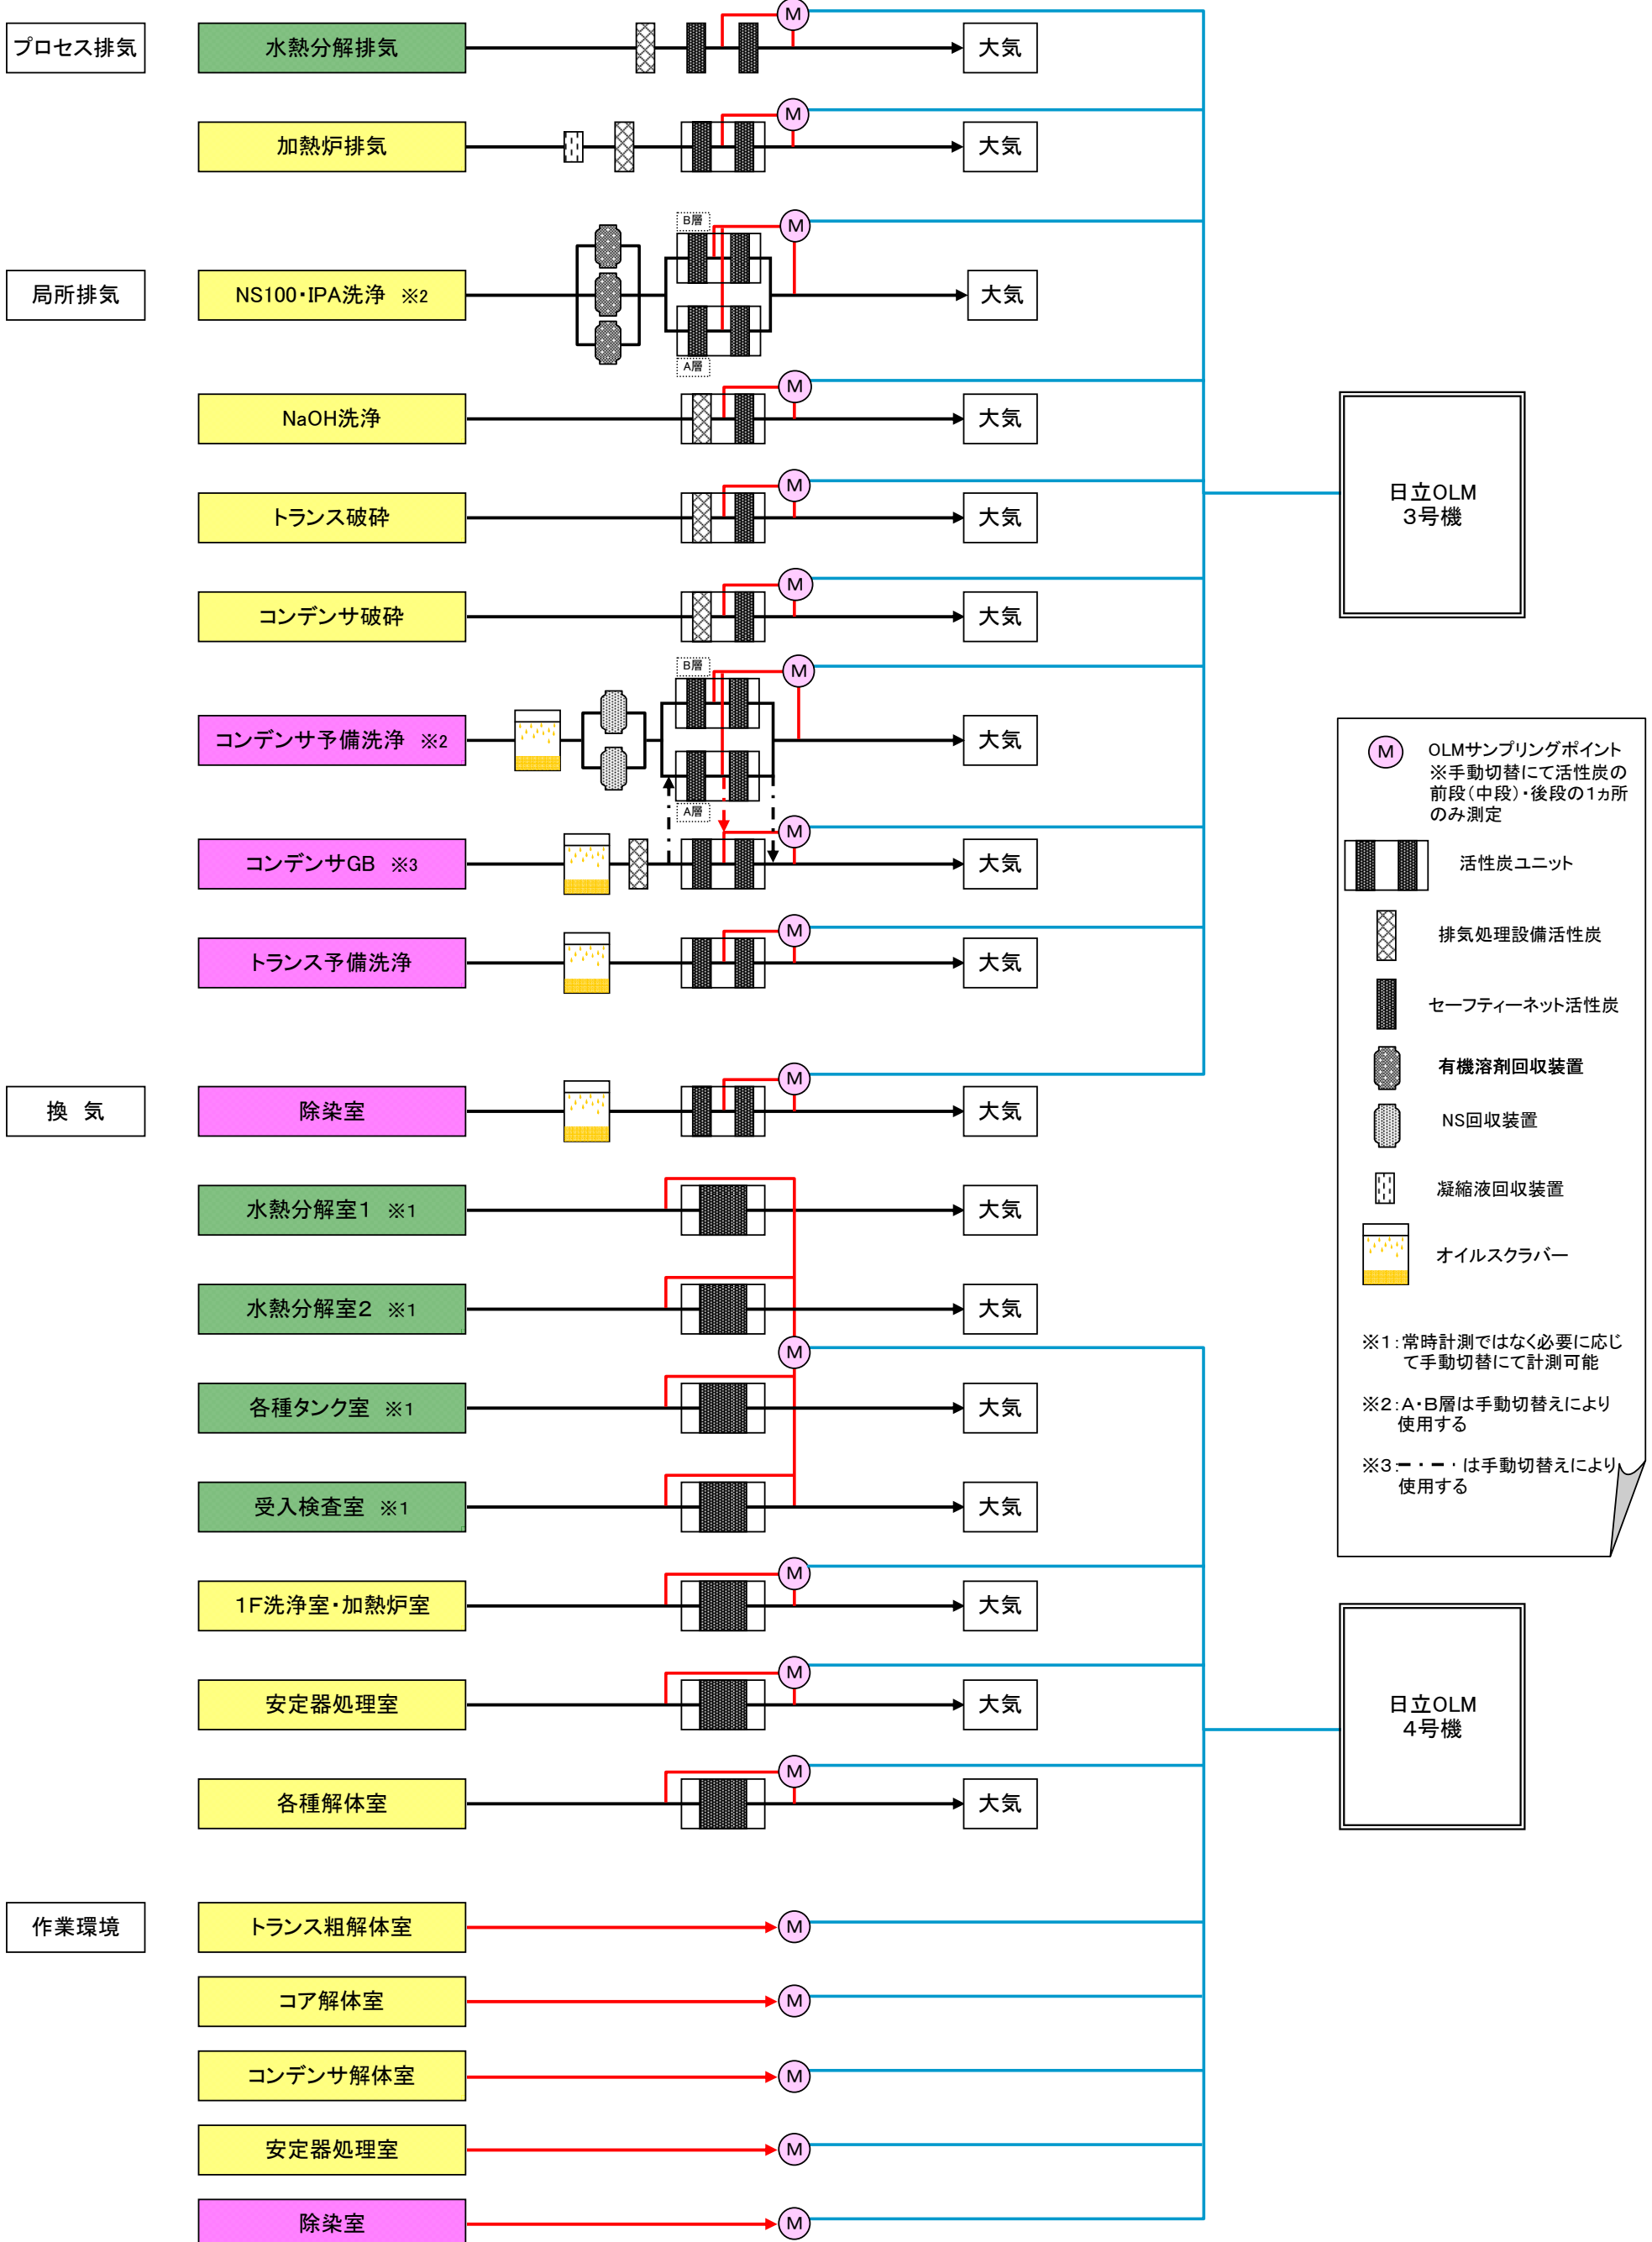 M
プロセス排気 水熱分解排気 大気
M
加熱炉排気 大気
B層 M
局所排気 NS100・IPA洗浄 ※2 大気
A層
M
NaOH洗浄 大気
M
トランス破砕 大気
日立OLM
3号機
M
コンデンサ破砕 大気
B層 M
コンデンサ予備洗浄 ※2 大気
A層
M
コンデンサGB ※3 大気
M
トランス予備洗浄 大気
M
換 気 除染室 大気
水熱分解室1 ※1 大気
水熱分解室2 ※1 大気
M
各種タンク室 ※1 大気
受入検査室 ※1 大気
M
1F洗浄室・加熱炉室 大気
M
安定器処理室 大気
M
各種解体室 大気
日立OLM
4号機
作業環境 トランス粗解体室 M
コア解体室 M
コンデンサ解体室 M
安定器処理室 M
除染室 M
M OLMサンプリングポイント
※手動切替にて活性炭の
前段(中段)・後段の1ヵ所
のみ測定
活性炭ユニット
排気処理設備活性炭
セーフティーネット活性炭
有機溶剤回収装置
NS回収装置
凝縮液回収装置
オイルスクラバー
※1:常時計測ではなく必要に応じ
て手動切替にて計測可能
※2:A・B層は手動切替えにより
使用する
※3: は手動切替えにより
使用する